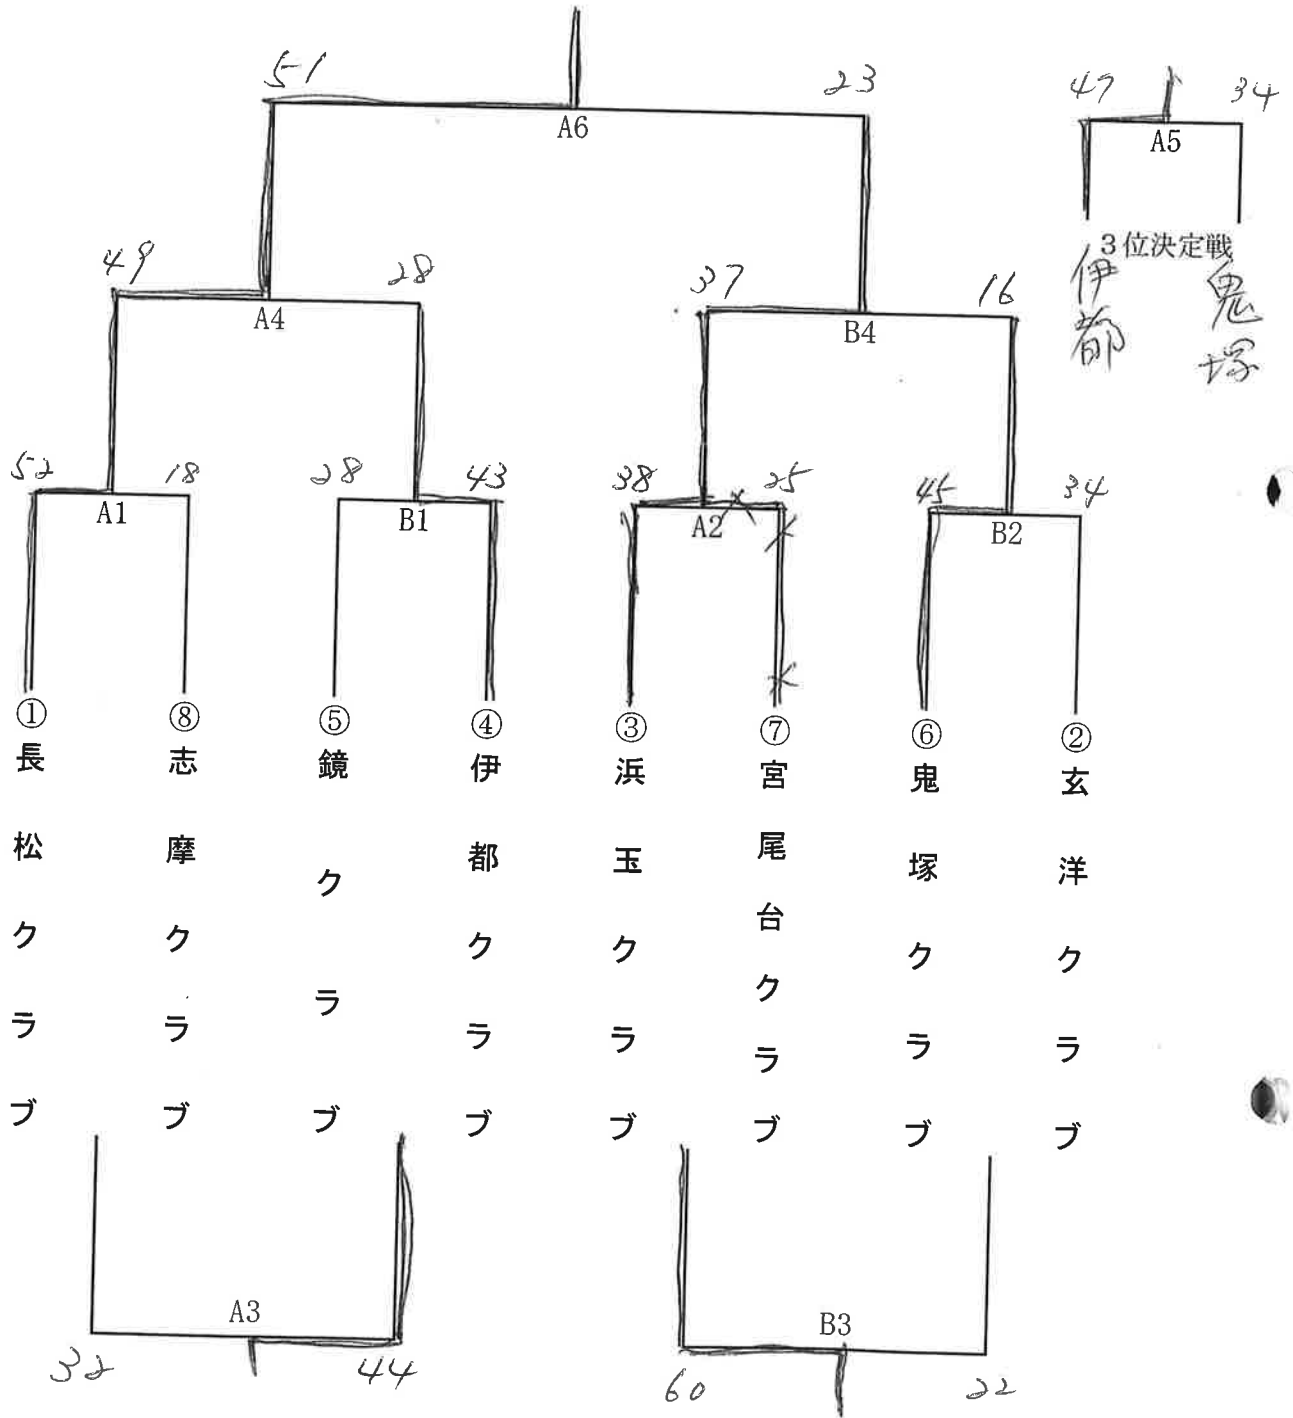 51 23
47 34
A6
A5
3位決定戦
伊都
鬼塚
49 28
37 16
A4
B4
52 18
28 43
38 25
45 34
A1
B1
A2
B2
①長松クラブ
⑧志摩クラブ
⑤鏡クラブ
④伊都クラブ
③浜玉クラブ
⑦宮尾台クラブ
⑥鬼塚クラブ
②玄洋クラブ
A3
B3
32 44
60 22